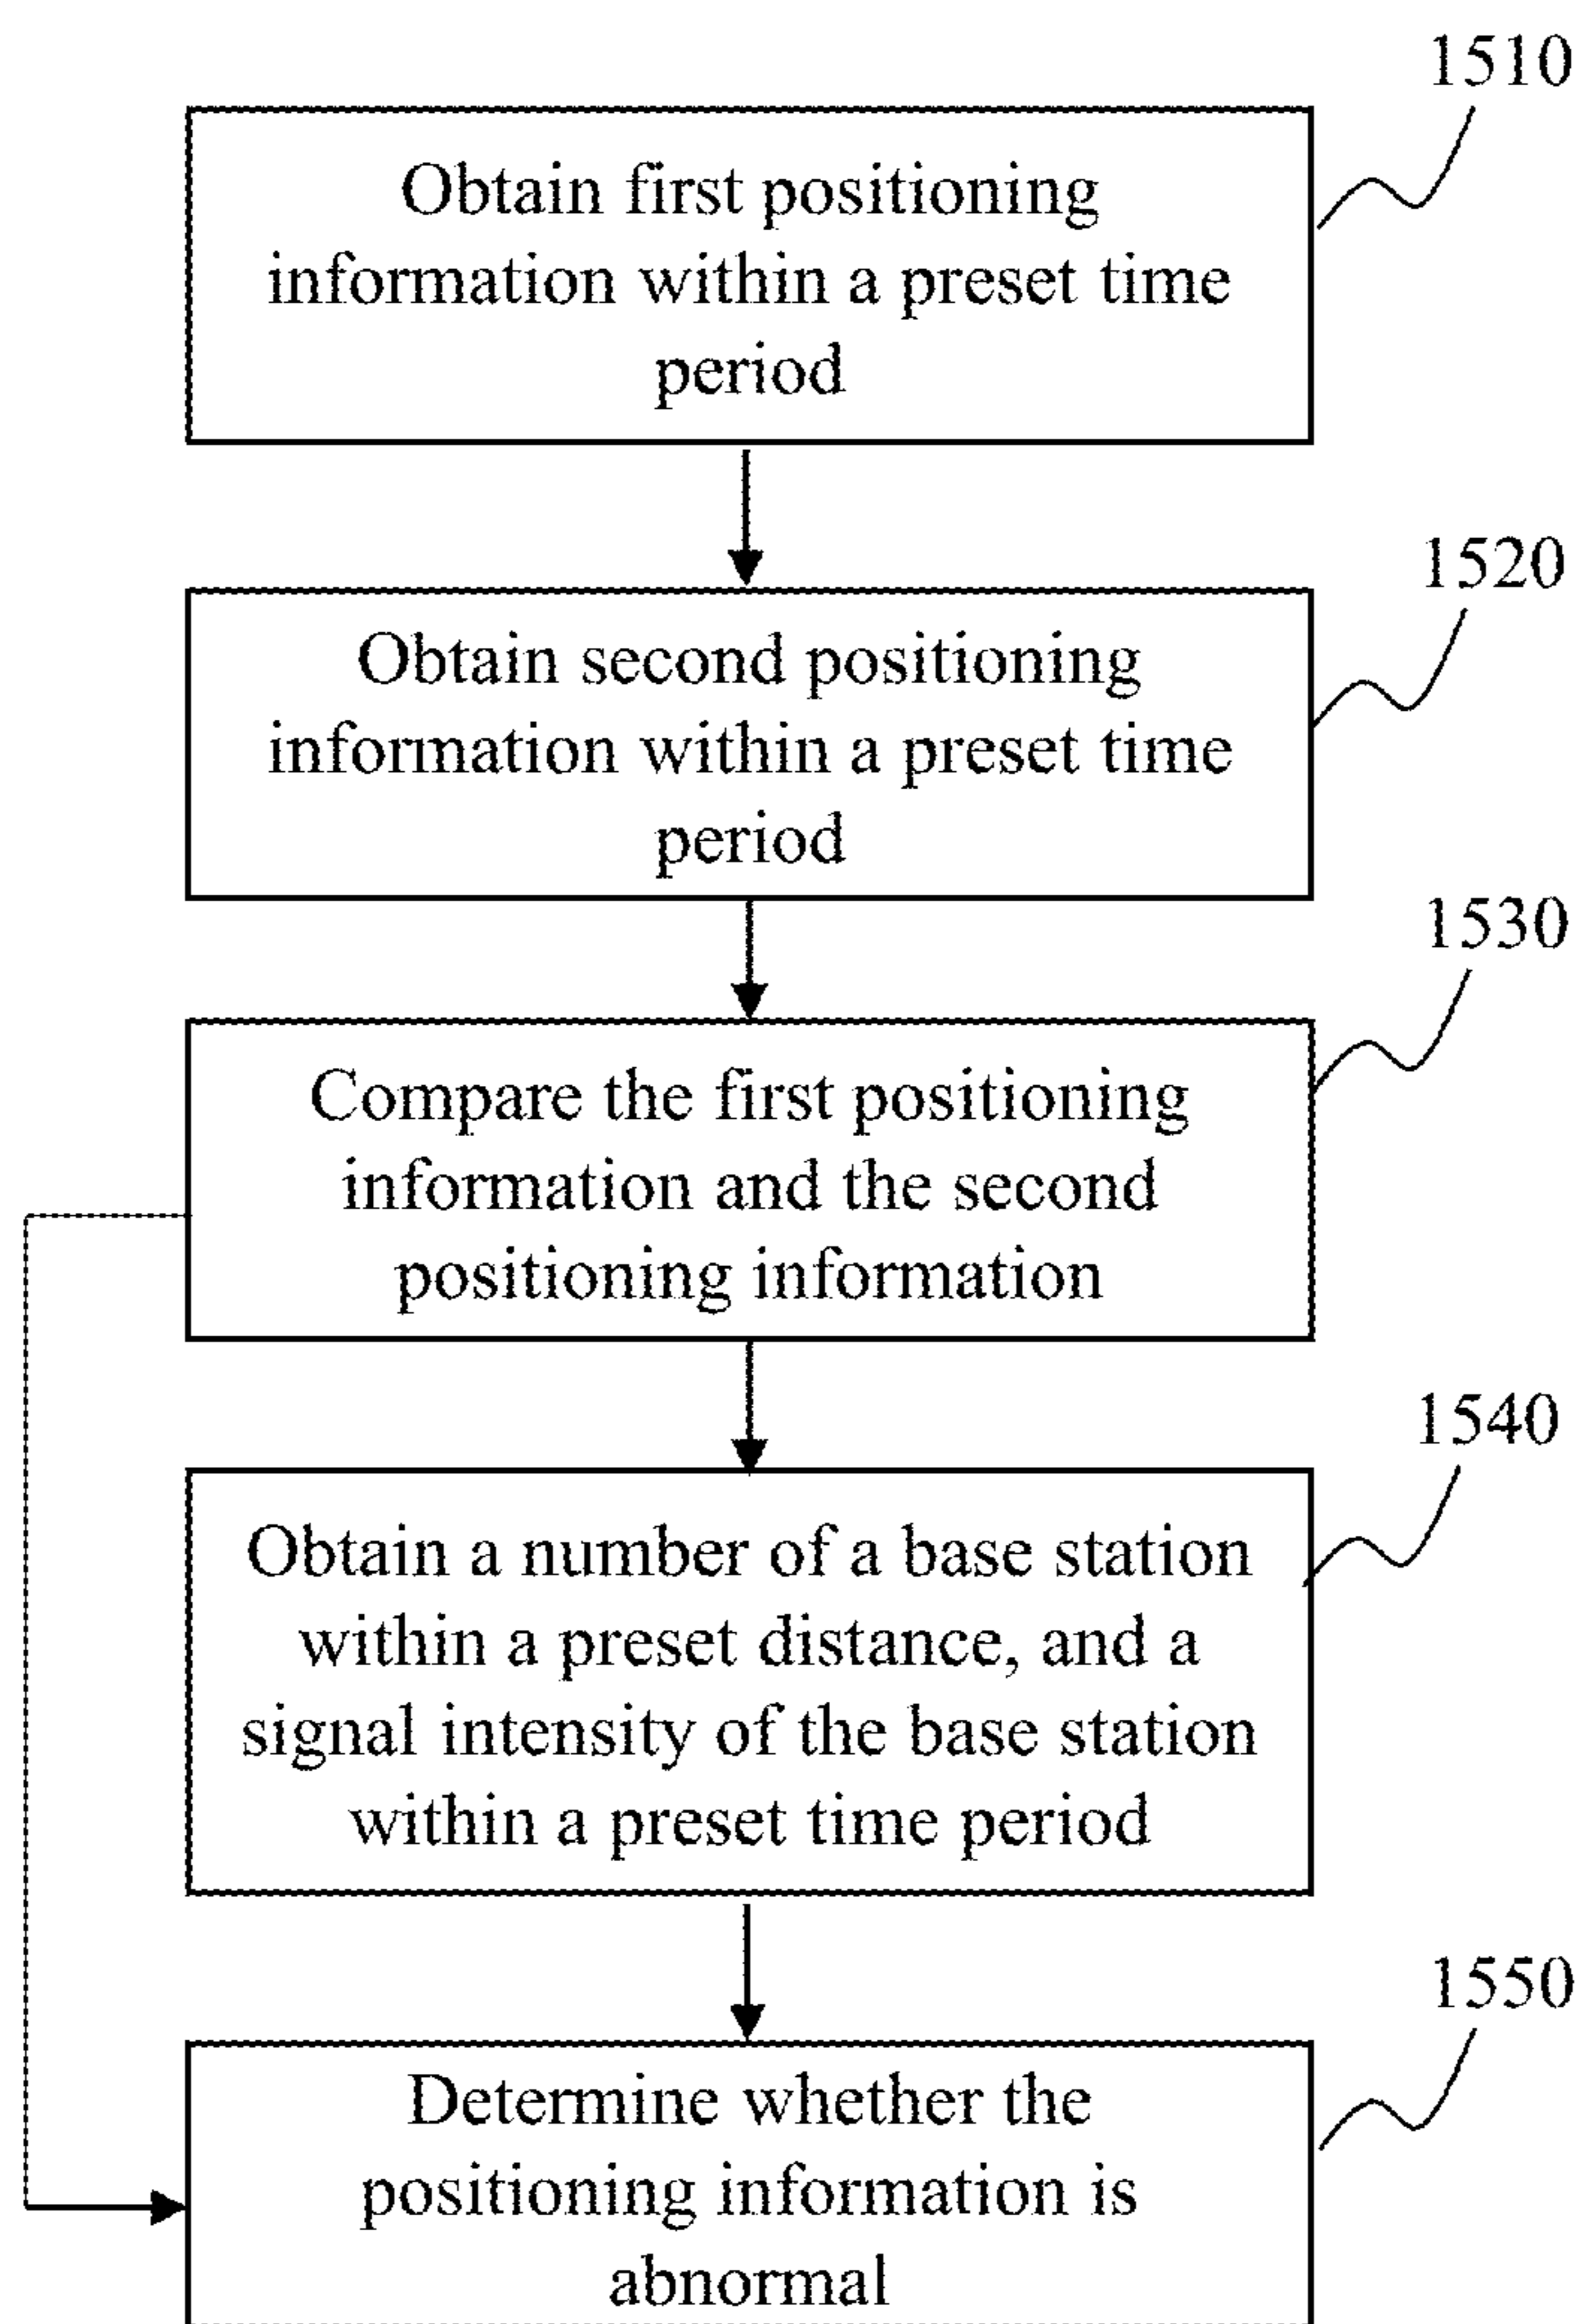 1510
Obtain first positioning
information within a preset time
period
1520
Obtain second positioning
information within a preset time
period
1530
Compare the first positioning
information and the second
positioning information
1540
Obtain a number of a base station
within a preset distance, and a
signal intensity of the base station
within a preset time period
1550
Determine whether the
positioning information is
abnormal